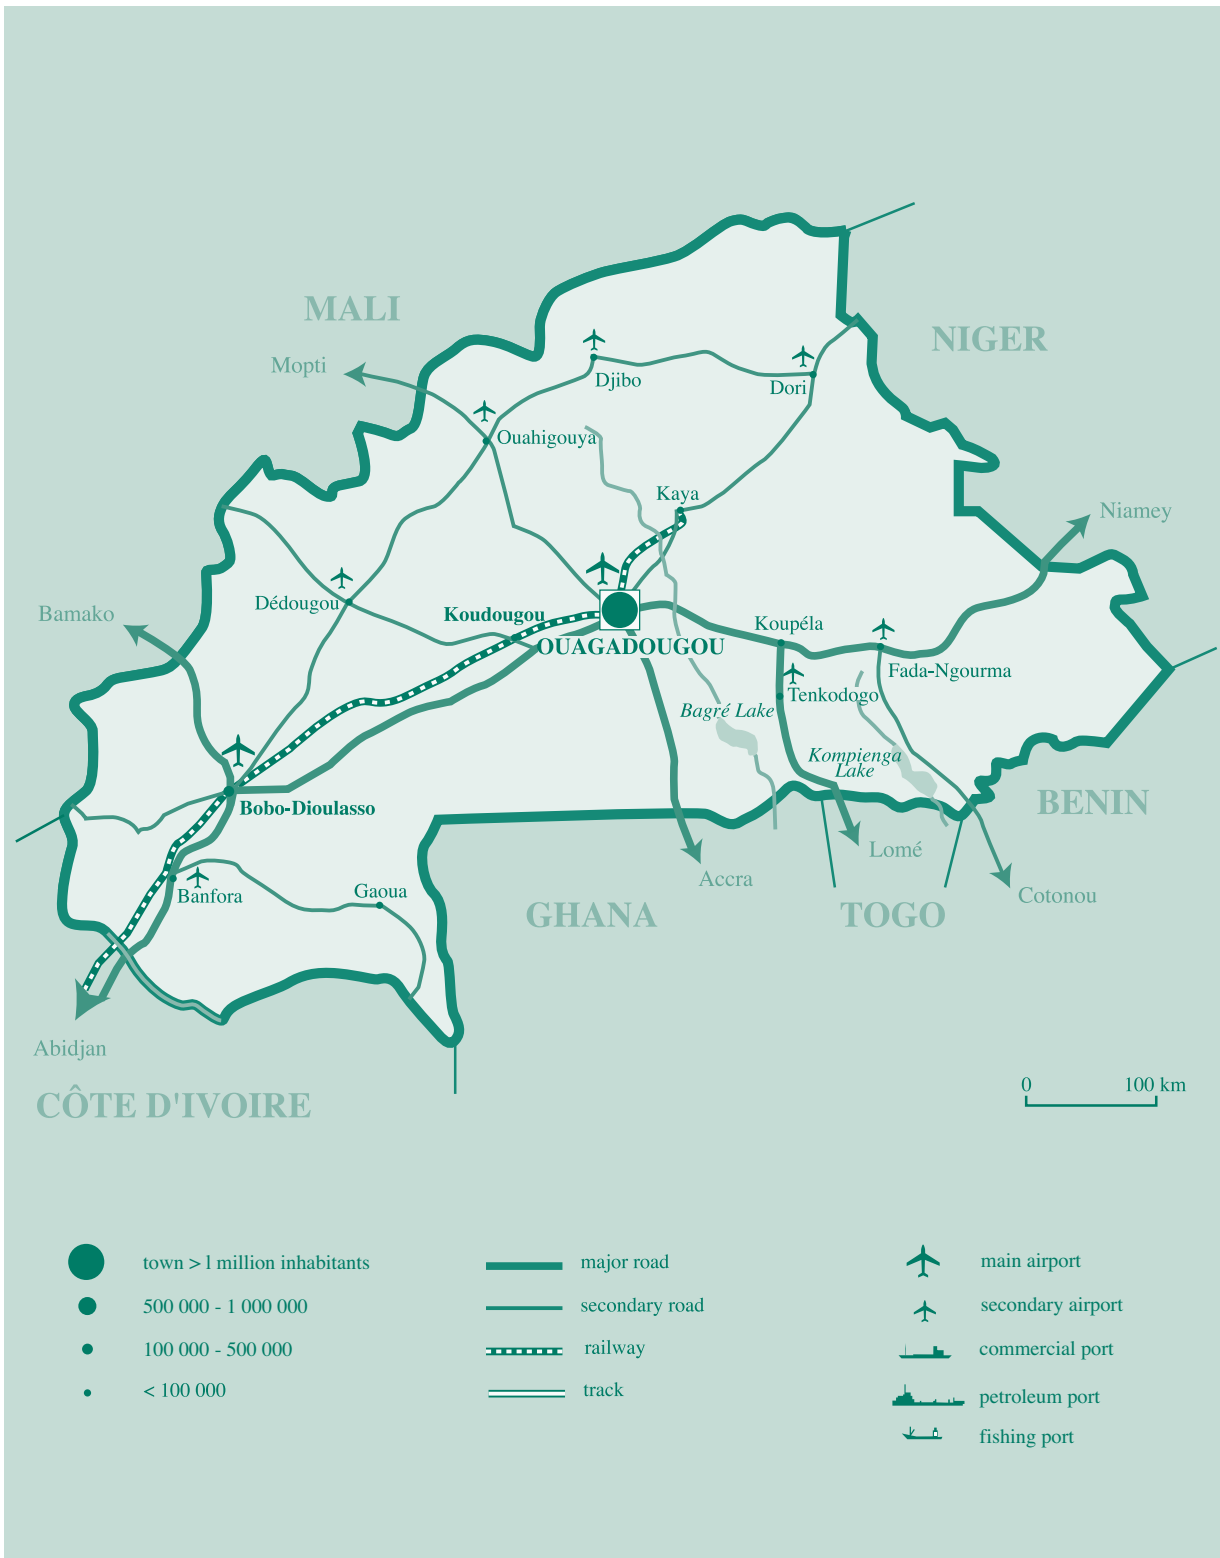 MALI
NIGER
Mopti
Djibo
Dori
Ouahigouya
Kaya
Niamey
Bamako
Dédougou
Koudougou
OUAGADOUGOU
Koupéla
Fada-Ngourma
Tenkodogo
Bagré Lake
Kompienga
Lake
Bobo-Dioulasso
BENIN
Lomé
Accra
Banfora
Gaoua
Cotonou
GHANA
TOGO
Abidjan
CÔTE D'IVOIRE
0 100 km
town > 1 million inhabitants
500 000 - 1 000 000
100 000 - 500 000
< 100 000
major road
secondary road
railway
track
main airport
secondary airport
commercial port
petroleum port
fishing port